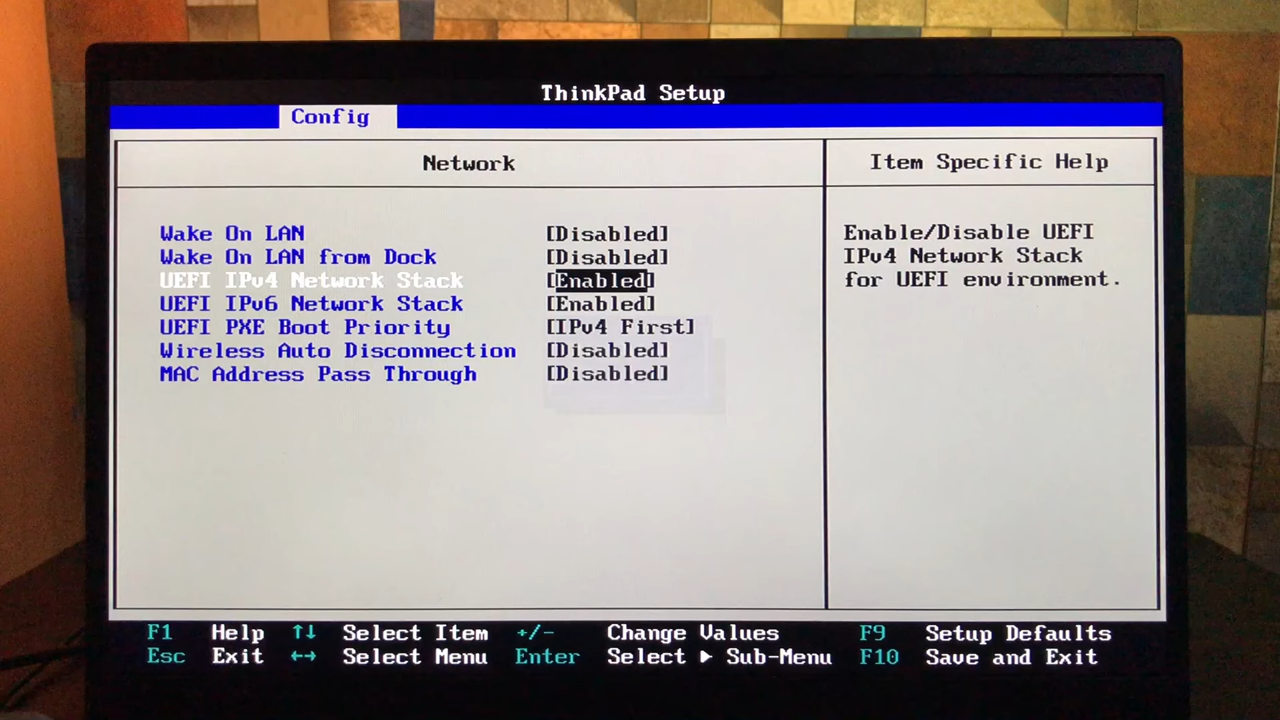 ThinkPad Setup
Config
Network
Item Specific Help
Wake On LAN [Disabled]
Wake On LAN from Dock [Disabled]
UEFI IPv4 Network Stack [Enabled]
UEFI IPv6 Network Stack [Enabled]
UEFI PXE Boot Priority [IPv4 First]
Wireless Auto Disconnection [Disabled]
MAC Address Pass Through [Disabled]
Enable/Disable UEFI
IPv4 Network Stack
for UEFI environment.
F1 Help ↑↓ Select Item +/- Change Values F9 Setup Defaults
Esc Exit ←→ Select Menu Enter Select ▶ Sub-Menu F10 Save and Exit